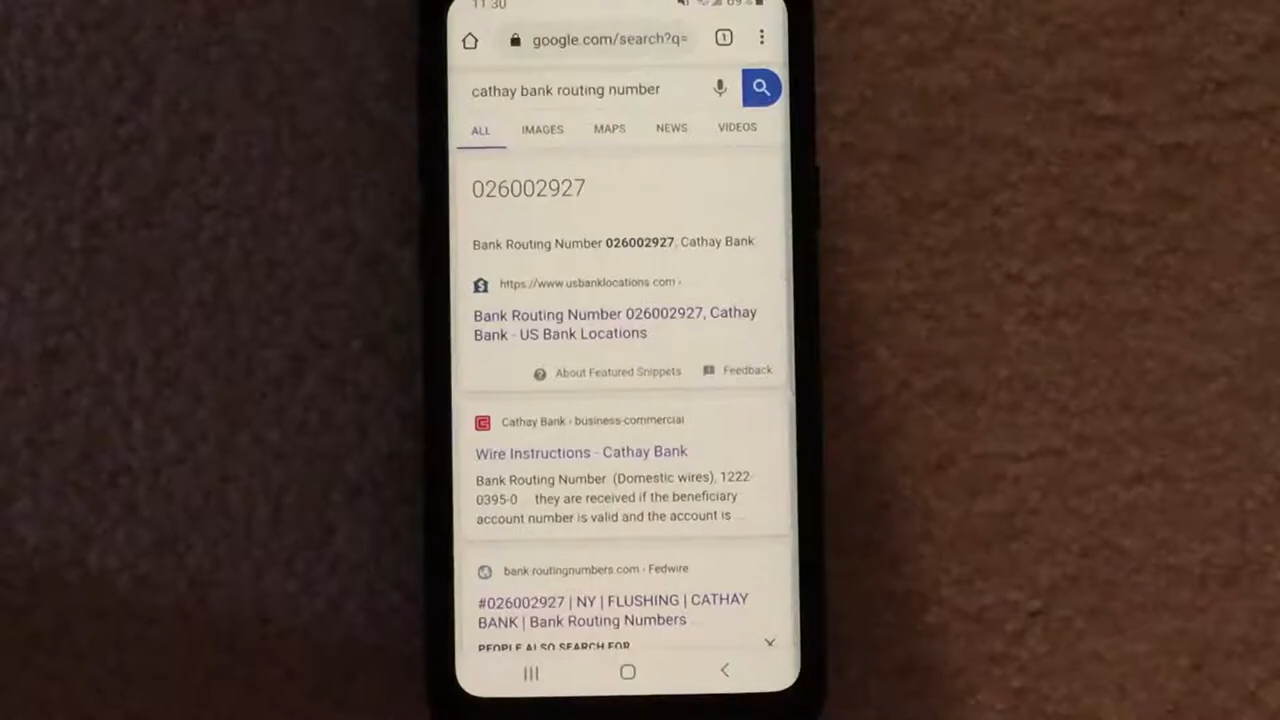 11 30
google.com/search?q=
1
cathay bank routing number
ALL IMAGES MAPS NEWS VIDEOS
026002927
Bank Routing Number 026002927, Cathay Bank
https://www.usbanklocations.com ›
Bank Routing Number 026002927, Cathay
Bank - US Bank Locations
About Featured Snippets Feedback
Cathay Bank › business-commercial
Wire Instructions - Cathay Bank
Bank Routing Number (Domestic wires), 1222
0395-0 they are received if the beneficiary
account number is valid and the account is ...
bank.routingnumbers.com › Fedwire
#026002927 | NY | FLUSHING | CATHAY
BANK | Bank Routing Numbers
PEOPLE ALSO SEARCH FOR